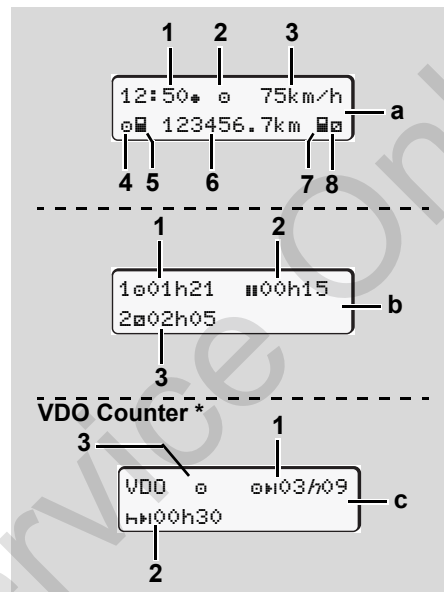 1 2 3
12:50 75km/h
a
123456.7km
4 5 6 7 8
1 2
1 01h21 00h15
b
2 02h05
3
VDO Counter *
3 1
VDO 03h09
c
00h30
2